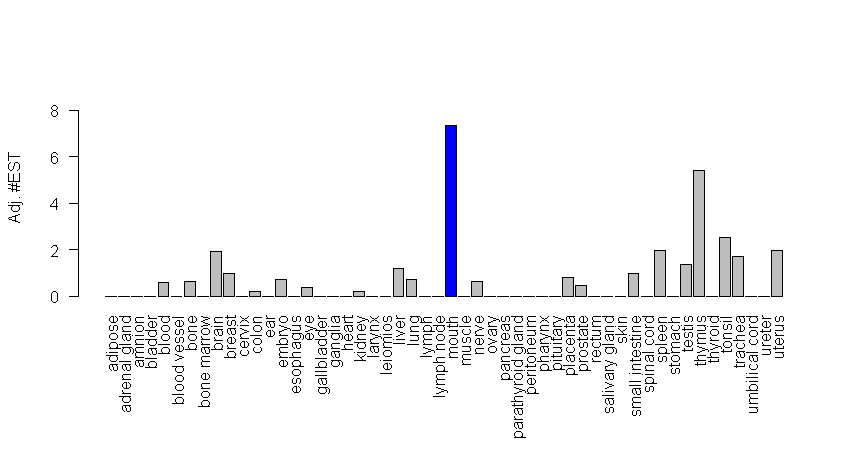 Adj. #EST
8
6
4
2
0
adipose
adrenal gland
amnion
bladder
blood
blood vessel
bone
bone marrow
brain
breast
cervix
colon
ear
embryo
esophagus
eye
gallbladder
ganglia
heart
kidney
larynx
leiomios
liver
lung
lymph
lymph node
mouth
muscle
nerve
ovary
pancreas
parathyroid gland
peritoneum
pharynx
pituitary
placenta
prostate
rectum
salivary gland
skin
small intestine
spinal cord
spleen
stomach
testis
thymus
thyroid
tonsil
trachea
umbilical cord
ureter
uterus